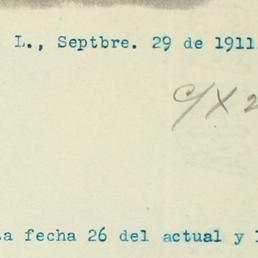 L., Septbre. 29 de 1911
c/ X 2
la fecha 26 del actual y